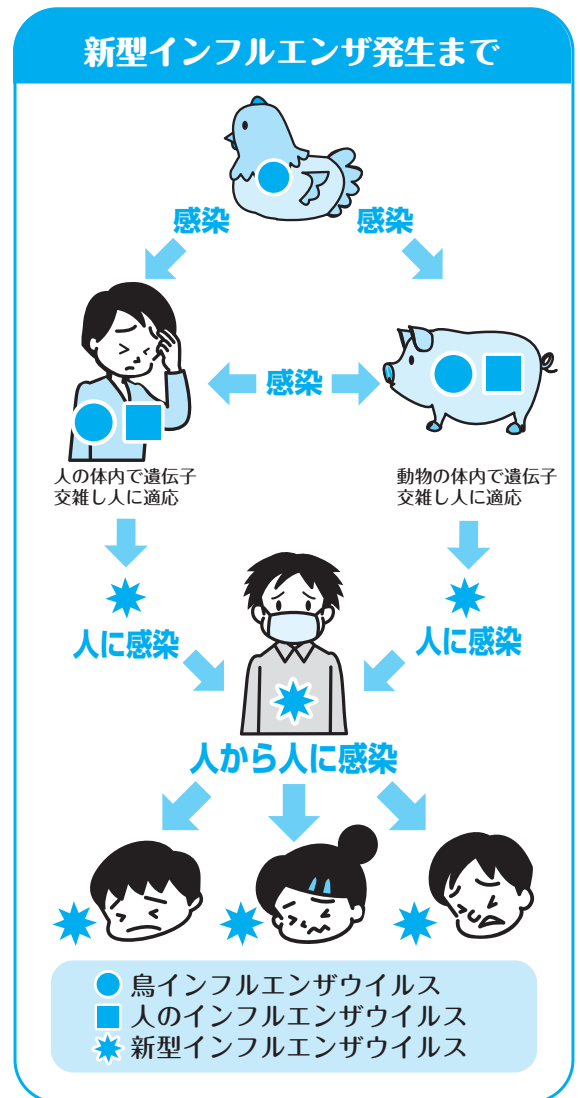 新型インフルエンザ発生まで
感染
感染
感染
人の体内で遺伝子
交雑し人に適応
動物の体内で遺伝子
交雑し人に適応
人に感染
人に感染
人から人に感染
鳥インフルエンザウイルス
人のインフルエンザウイルス
新型インフルエンザウイルス